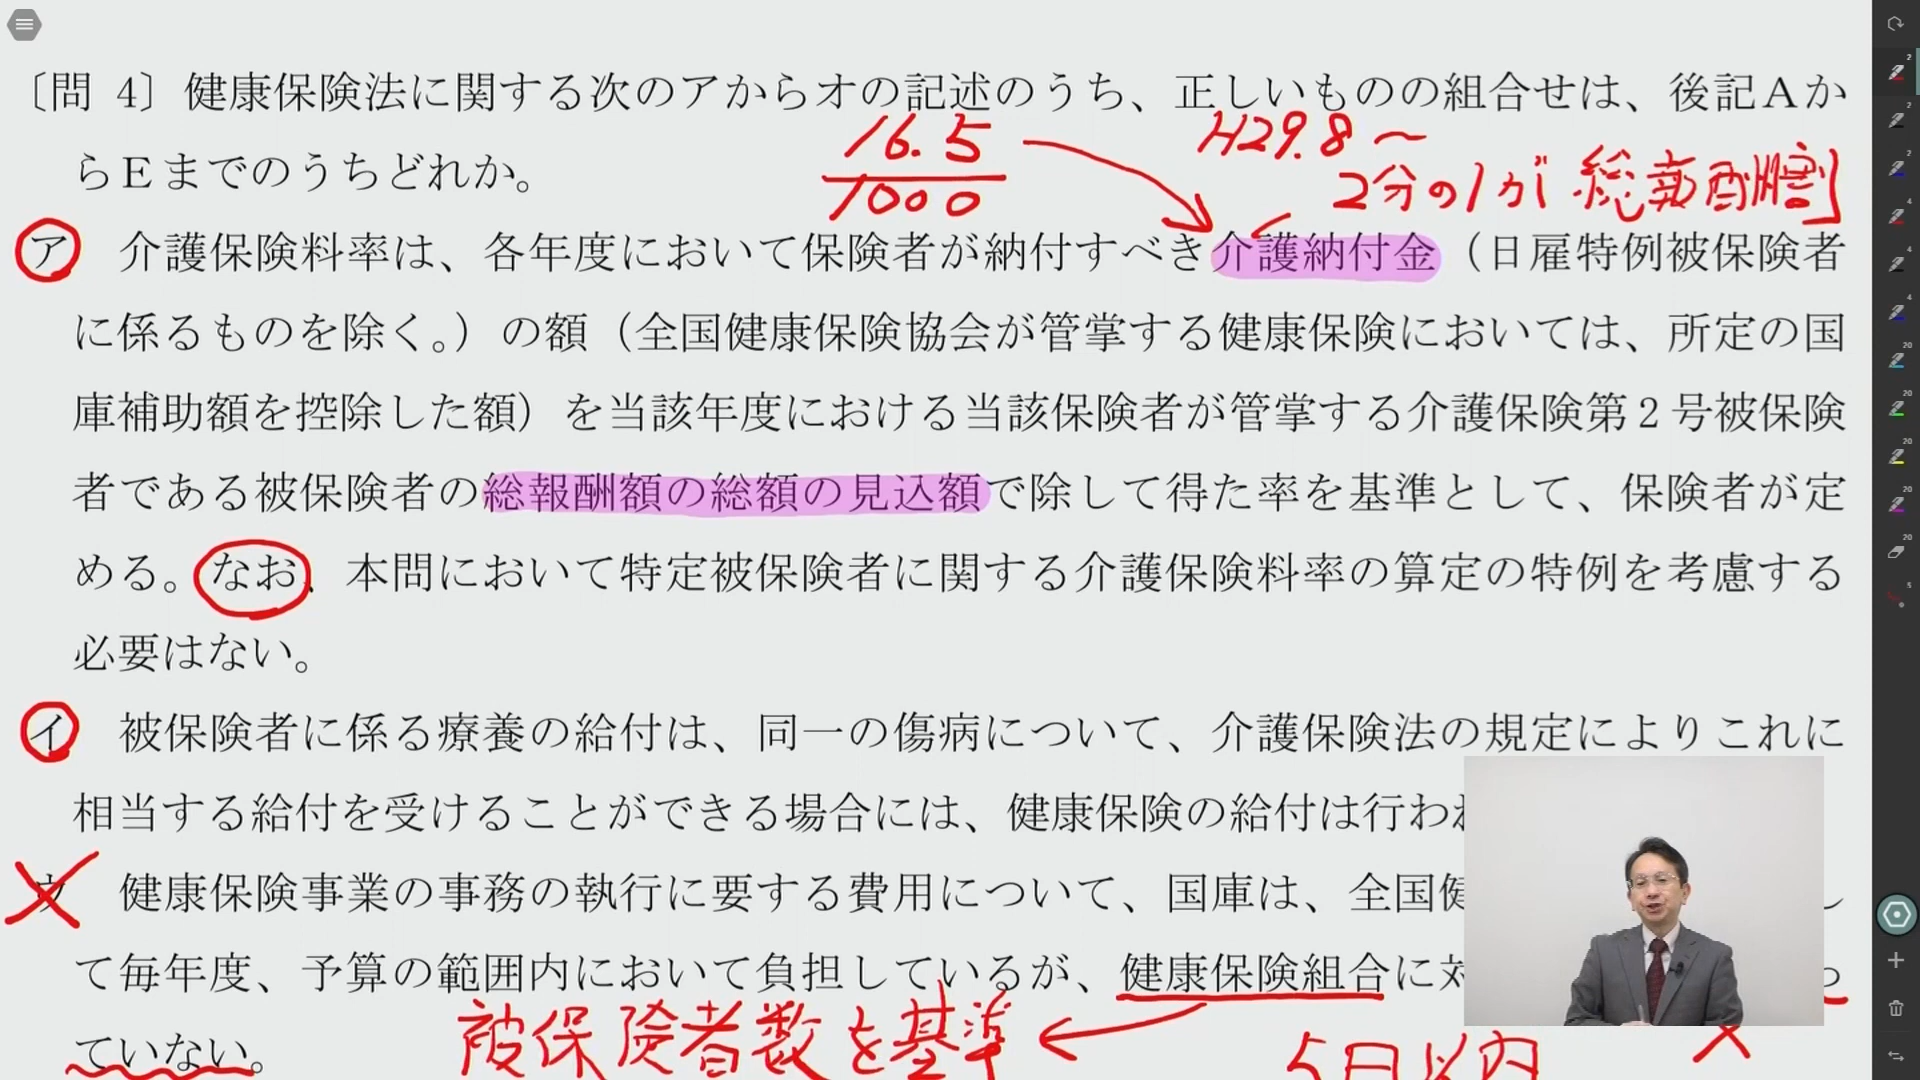 〔問 4〕健康保険法に関する次のアからオの記述のうち、正しいものの組合せは、後記Aか
16.5
1000
H29.8～
らEまでのうちどれか。
2分の1が 総報酬割
ア 介護保険料率は、各年度において保険者が納付すべき介護納付金（日雇特例被保険者
に係るものを除く。）の額（全国健康保険協会が管掌する健康保険においては、所定の国
庫補助額を控除した額）を当該年度における当該保険者が管掌する介護保険第2号被保険
者である被保険者の総報酬額の総額の見込額で除して得た率を基準として、保険者が定
める。なお、本問において特定被保険者に関する介護保険料率の算定の特例を考慮する
必要はない。
イ 被保険者に係る療養の給付は、同一の傷病について、介護保険法の規定によりこれに
相当する給付を受けることができる場合には、健康保険の給付は行わ
ウ 健康保険事業の事務の執行に要する費用について、国庫は、全国健
て毎年度、予算の範囲内において負担しているが、健康保険組合に
っ
ていない。
被保険者数を基準
5日以内